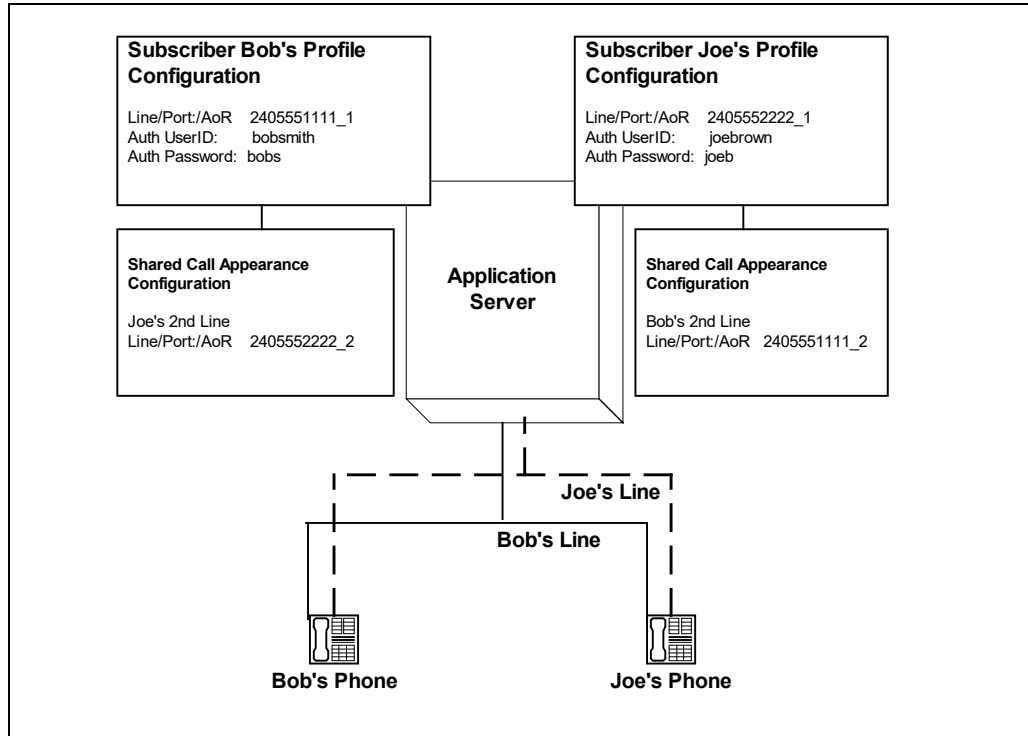 Subscriber Bob's Profile
Configuration
Line/Port:/AoR 2405551111_1
Auth UserID: bobsmith
Auth Password: bobs
Subscriber Joe's Profile
Configuration
Line/Port:/AoR 2405552222_1
Auth UserID: joebrown
Auth Password: joeb
Shared Call Appearance
Configuration
Joe's 2nd Line
Line/Port:/AoR 2405552222_2
Application
Server
Shared Call Appearance
Configuration
Bob's 2nd Line
Line/Port:/AoR 2405551111_2
Joe's Line
Bob's Line
Bob's Phone
Joe's Phone